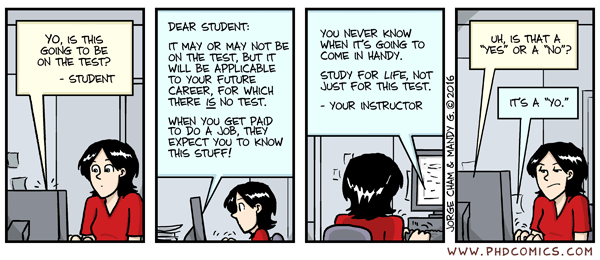 YO, IS THIS
GOING TO BE
ON THE TEST?
- STUDENT
DEAR STUDENT:
IT MAY OR MAY NOT BE
ON THE TEST, BUT IT
WILL BE APPLICABLE
TO YOUR FUTURE
CAREER, FOR WHICH
THERE IS NO TEST.
WHEN YOU GET PAID
TO DO A JOB, THEY
EXPECT YOU TO KNOW
THIS STUFF!
YOU NEVER KNOW
WHEN IT'S GOING TO
COME IN HANDY.
STUDY FOR LIFE, NOT
JUST FOR THIS TEST.
- YOUR INSTRUCTOR
JORGE CHAM & MANDY G. © 2016
UH, IS THAT A
"YES" OR A "NO"?
IT'S A "YO."
WWW.PHDCOMICS.COM